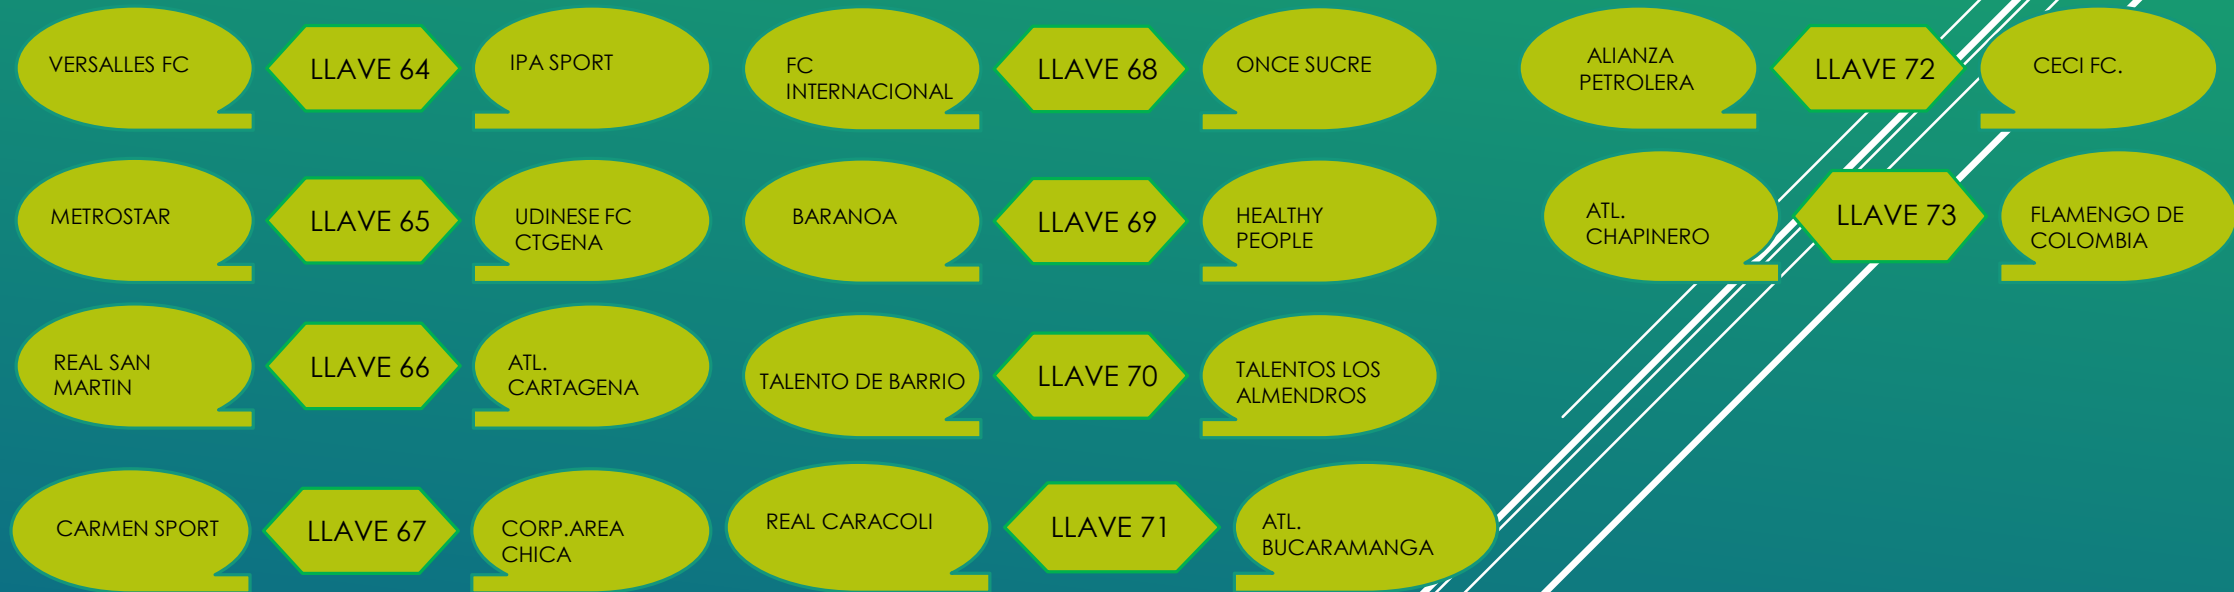 VERSALLES FC
LLAVE 64
IPA SPORT
METROSTAR
LLAVE 65
UDINESE FC
CTGENA
REAL SAN
MARTIN
LLAVE 66
ATL.
CARTAGENA
CARMEN SPORT
LLAVE 67
CORP.AREA
CHICA
FC
INTERNACIONAL
LLAVE 68
ONCE SUCRE
BARANOA
LLAVE 69
HEALTHY
PEOPLE
TALENTO DE BARRIO
LLAVE 70
TALENTOS LOS
ALMENDROS
REAL CARACOLI
LLAVE 71
ATL.
BUCARAMANGA
ALIANZA
PETROLERA
LLAVE 72
CECI FC.
ATL.
CHAPINERO
LLAVE 73
FLAMENGO DE
COLOMBIA